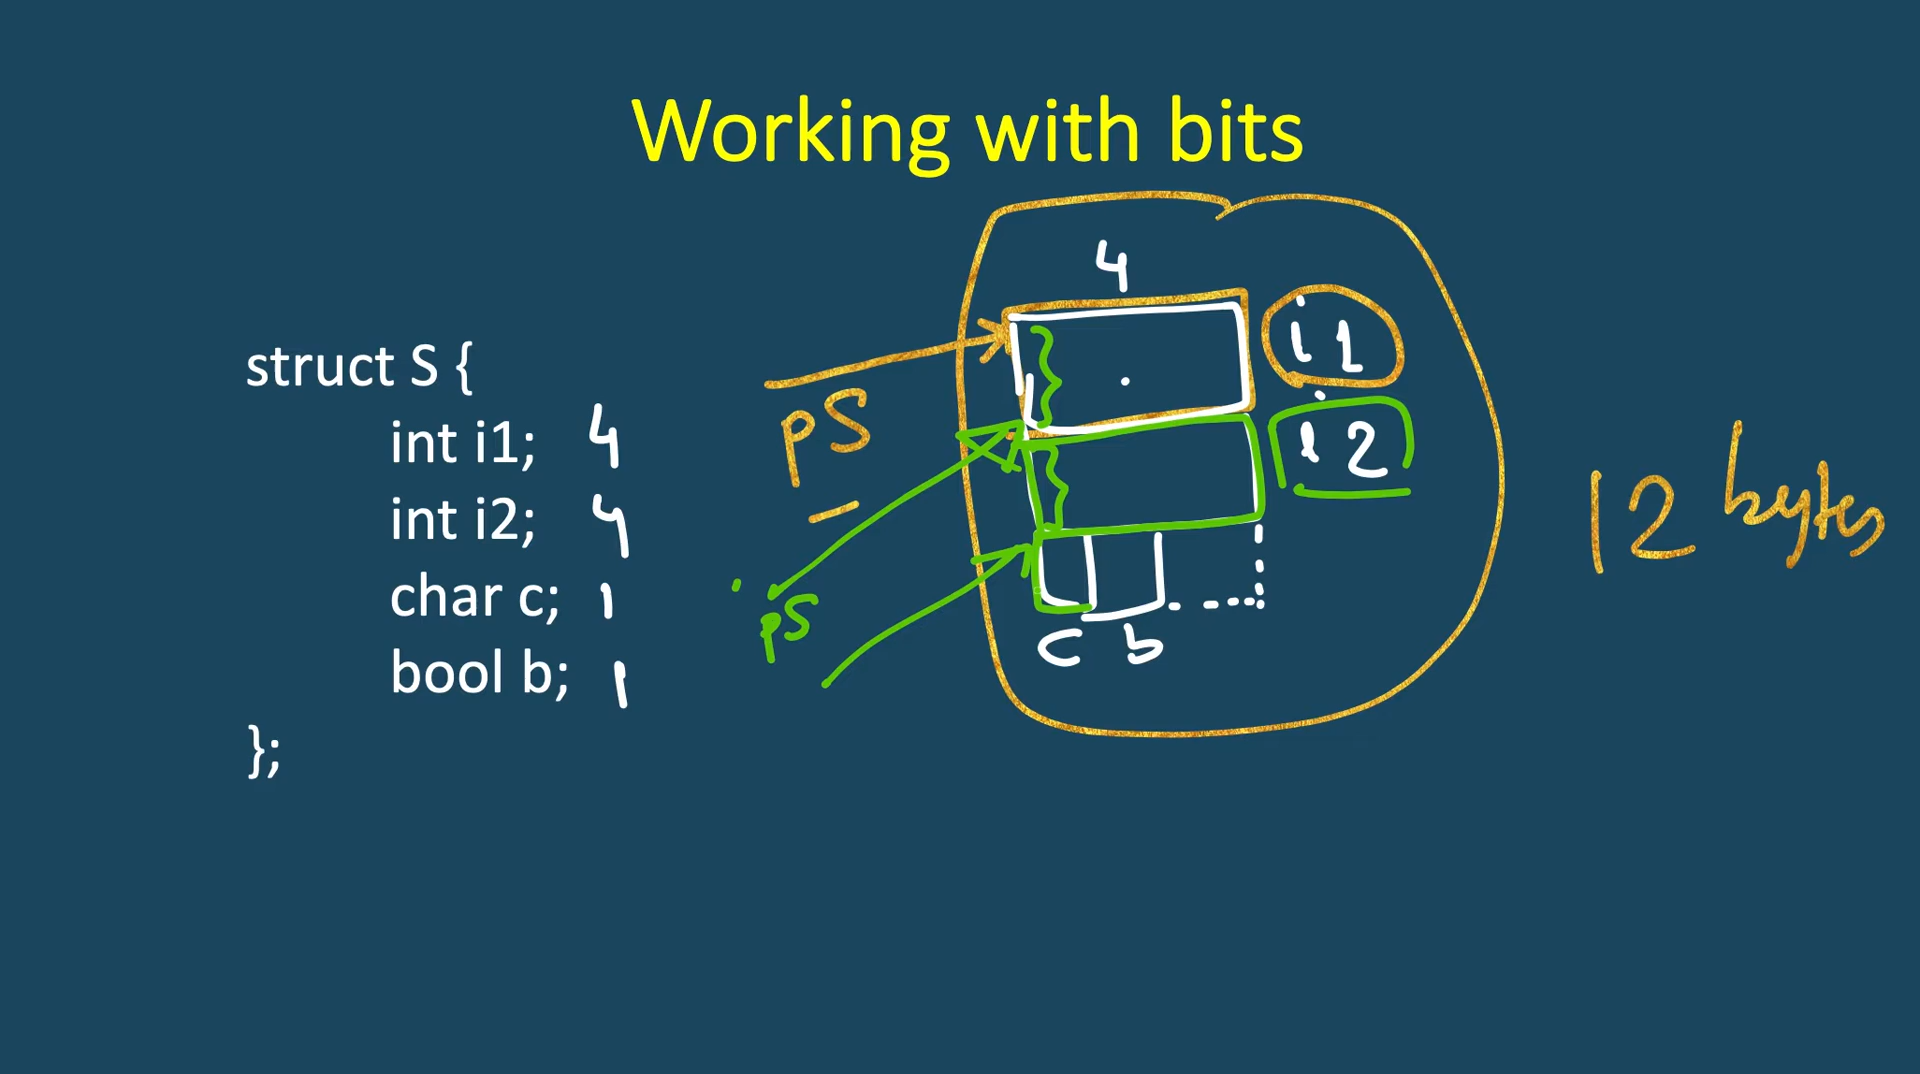 Working with bits
4
struct S {
int i1; 4
int i2; 4
char c; 1
bool b; 1
};
i1
pS
i2
12 bytes
pS
c b